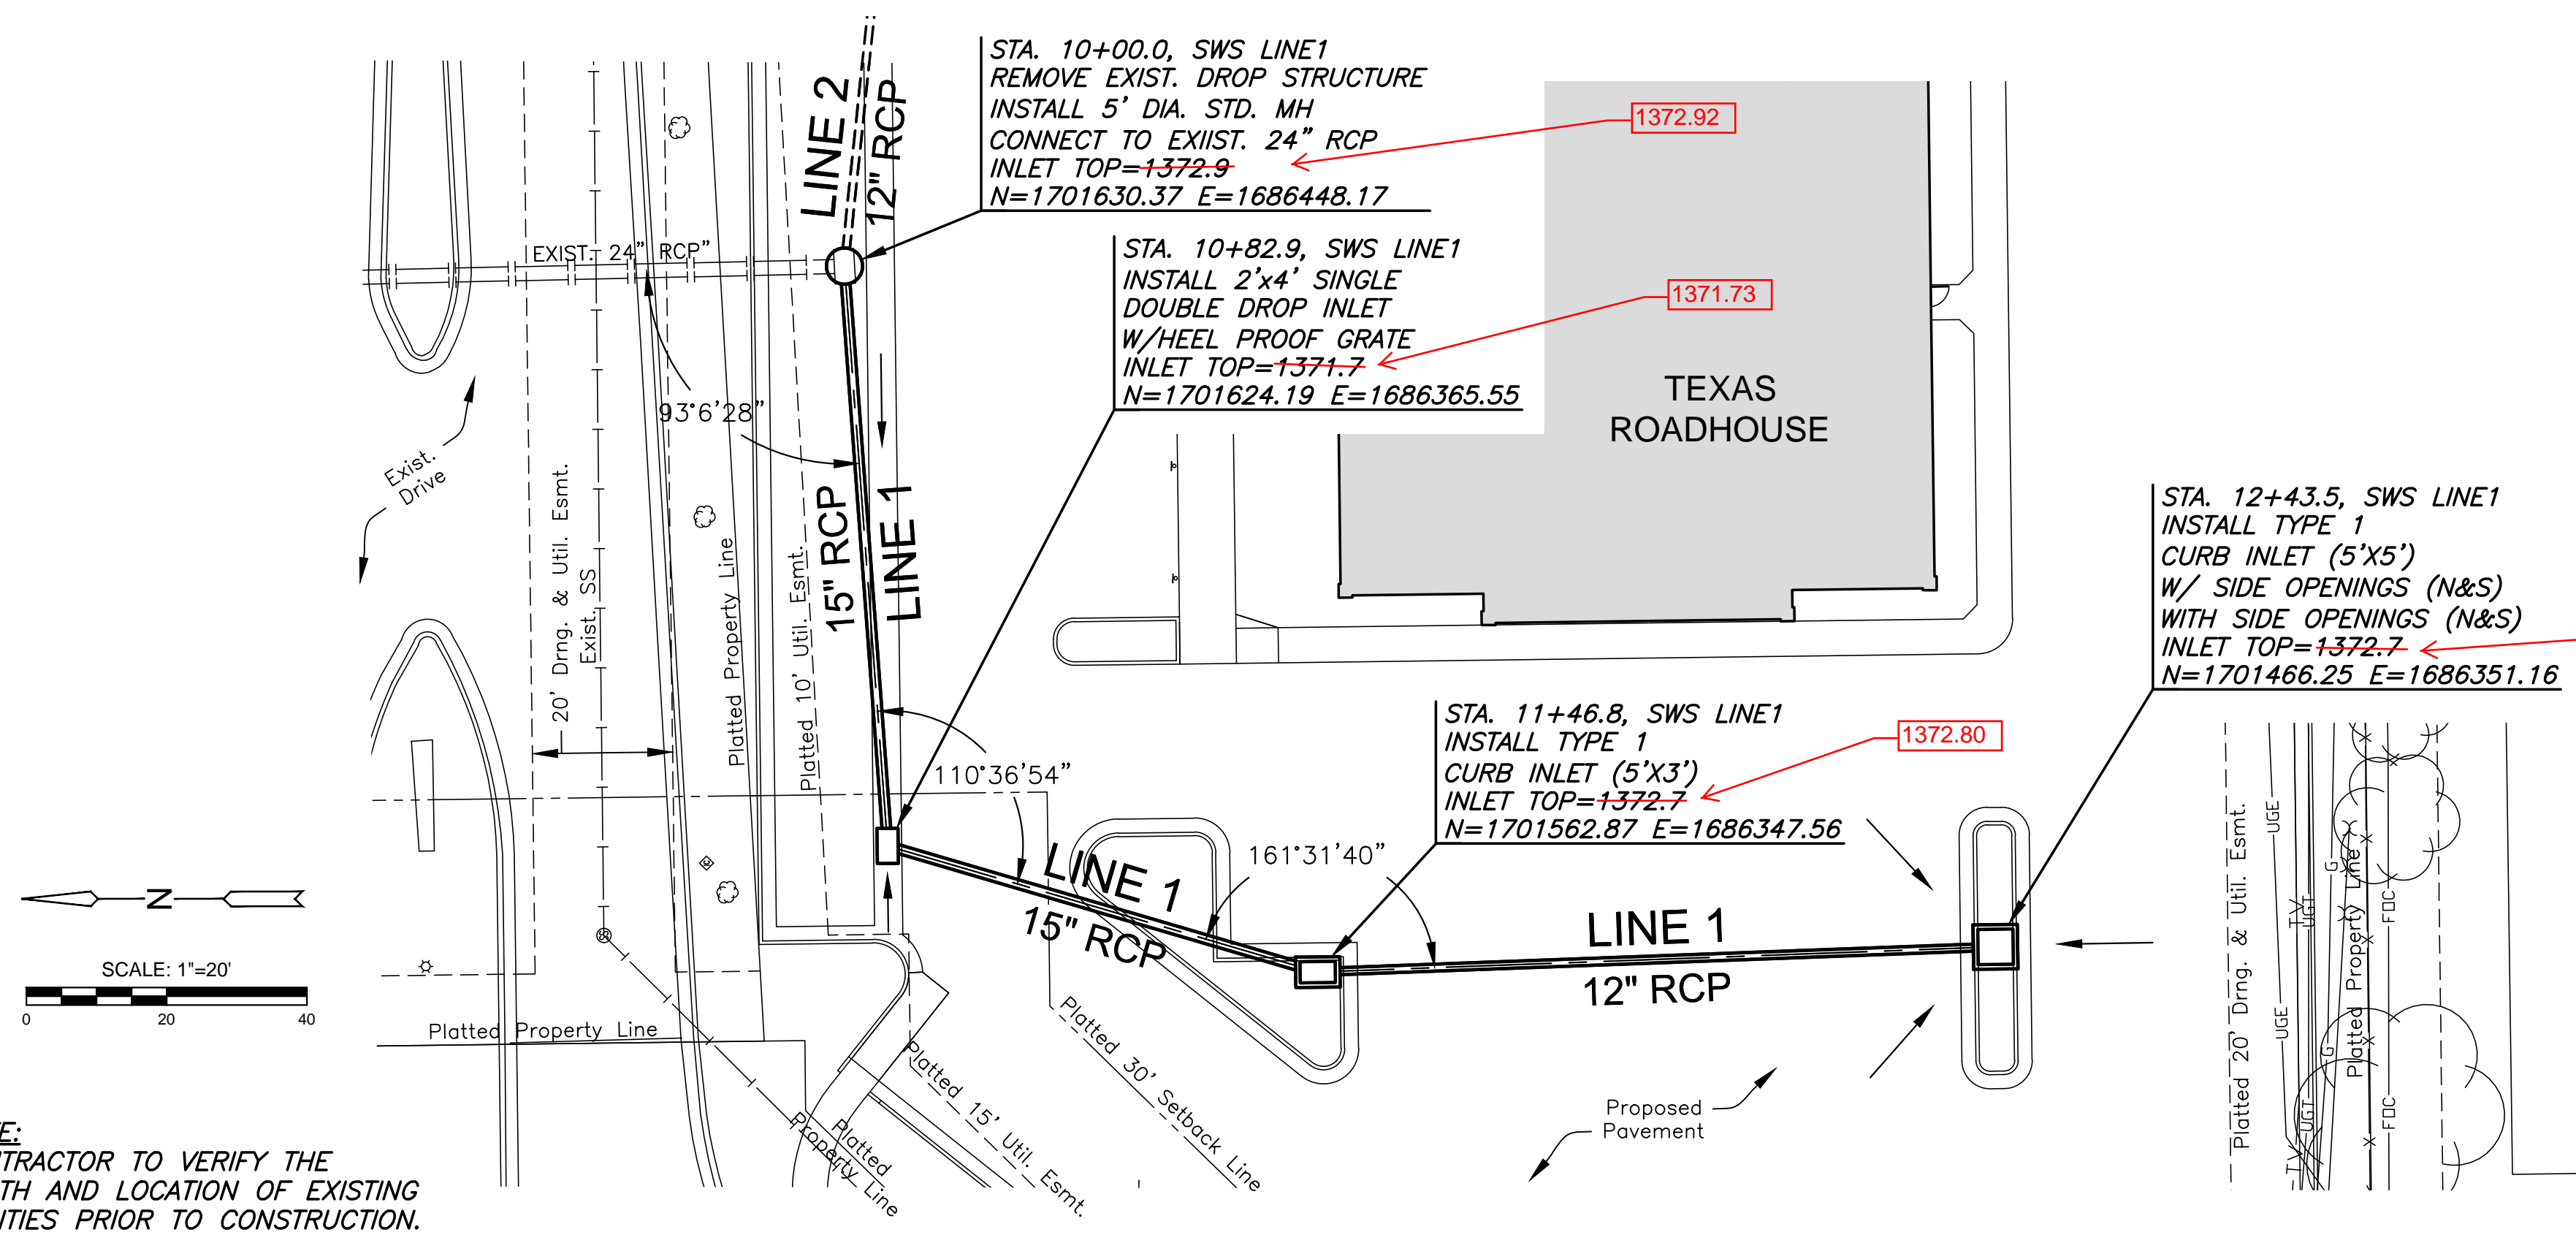 STA. 10+00.0, SWS LINE1
REMOVE EXIST. DROP STRUCTURE
INSTALL 5' DIA. STD. MH
CONNECT TO EXIIST. 24" RCP
INLET TOP=1372.9
N=1701630.37 E=1686448.17
1372.92
LINE 2
12" RCP
EXIST. 24" RCP"
STA. 10+82.9, SWS LINE1
INSTALL 2'x4' SINGLE
DOUBLE DROP INLET
W/HEEL PROOF GRATE
INLET TOP=1371.7
N=1701624.19 E=1686365.55
1371.73
TEXAS
ROADHOUSE
93°6'28"
Exist.
Drive
20' Drng. & Util. Esmt.
Exist. SS
Platted Property Line
Platted 10' Util. Esmt.
15" RCP
LINE 1
STA. 12+43.5, SWS LINE1
INSTALL TYPE 1
CURB INLET (5'X5')
W/ SIDE OPENINGS (N&S)
WITH SIDE OPENINGS (N&S)
INLET TOP=1372.7
N=1701466.25 E=1686351.16
STA. 11+46.8, SWS LINE1
INSTALL TYPE 1
CURB INLET (5'X3')
INLET TOP=1372.7
N=1701562.87 E=1686347.56
1372.80
110°36'54"
161°31'40"
LINE 1
15" RCP
LINE 1
12" RCP
N
SCALE: 1"=20'
0 20 40
Platted Property Line
Platted
Property Line
Platted 15' Util. Esmt.
Platted 30' Setback Line
Proposed
Pavement
Platted 20' Drng. & Util. Esmt.
UGE
UGE
TV
UGT
UGT
TV
G
G
Platted Property Line
FOC
FOC
E:
TRACTOR TO VERIFY THE
TH AND LOCATION OF EXISTING
ITIES PRIOR TO CONSTRUCTION.